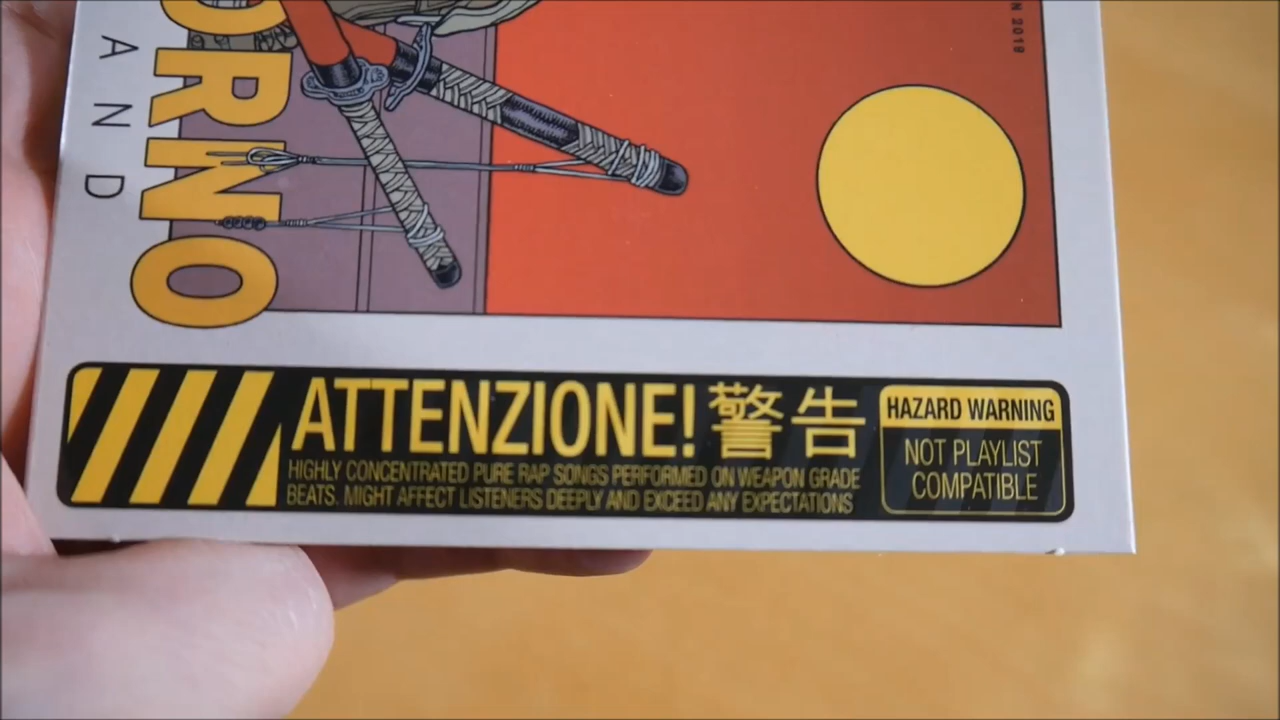 ORNO
AND
N 2019
ATTENZIONE! 警告
HIGHLY CONCENTRATED PURE RAP SONGS PERFORMED ON WEAPON GRADE
BEATS. MIGHT AFFECT LISTENERS DEEPLY AND EXCEED ANY EXPECTATIONS
HAZARD WARNING
NOT PLAYLIST
COMPATIBLE